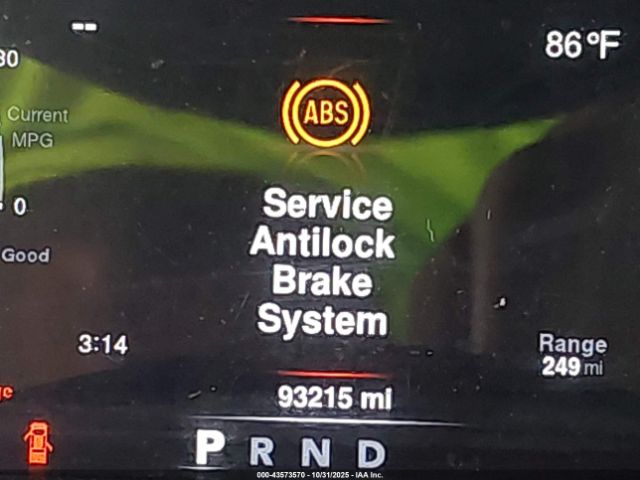 --
86°F
80
ABS
Current
MPG
0
Service
Antilock
Brake
System
Good
3:14
Range
249 mi
93215 mi
P R N D
000-43573570 - 10/31/2025 - IAA Inc.